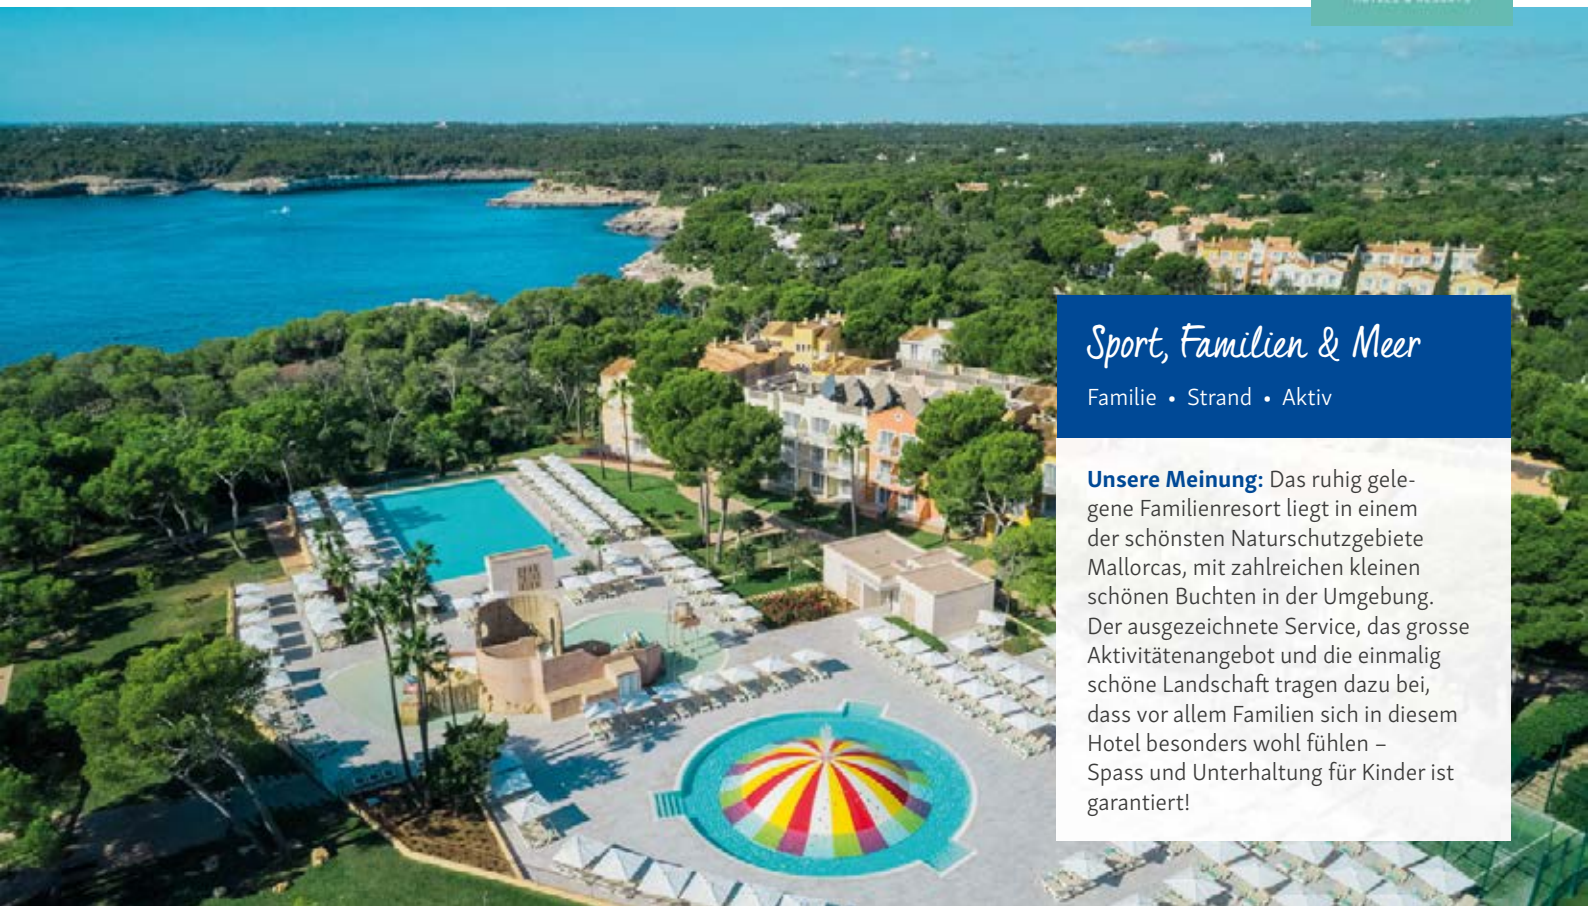 HOTELS & RESORTS
Sport, Familien & Meer
Familie • Strand • Aktiv
Unsere Meinung: Das ruhig gele-
gene Familienresort liegt in einem
der schönsten Naturschutzgebiete
Mallorcas, mit zahlreichen kleinen
schönen Buchten in der Umgebung.
Der ausgezeichnete Service, das grosse
Aktivitätenangebot und die einmalig
schöne Landschaft tragen dazu bei,
dass vor allem Familien sich in diesem
Hotel besonders wohl fühlen –
Spass und Unterhaltung für Kinder ist
garantiert!